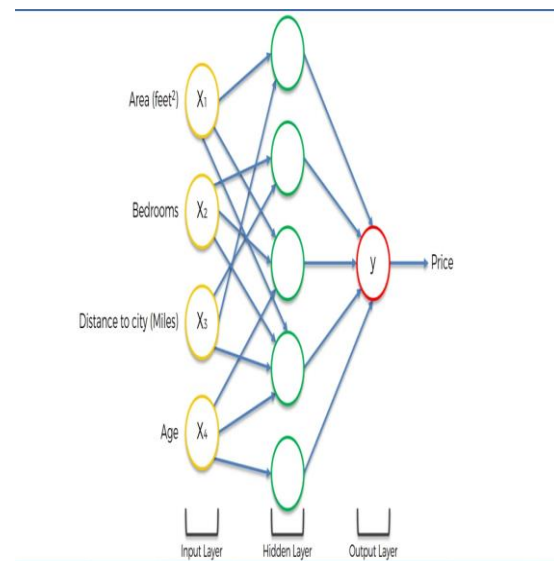 Area (feet²)
X₁
Bedrooms
X₂
Distance to city (Miles)
X₃
Age
X₄
y
Price
Input Layer
Hidden Layer
Output Layer